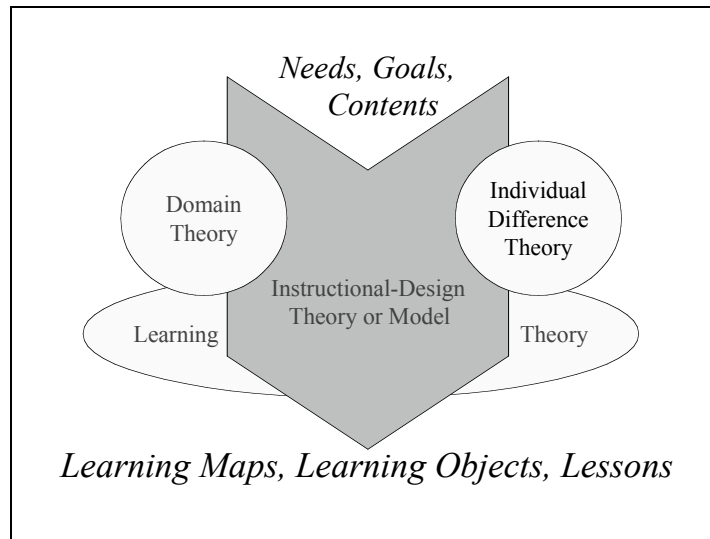 Needs, Goals,
Contents
Domain
Theory
Individual
Difference
Theory
Instructional-Design
Theory or Model
Learning
Theory
Learning Maps, Learning Objects, Lessons